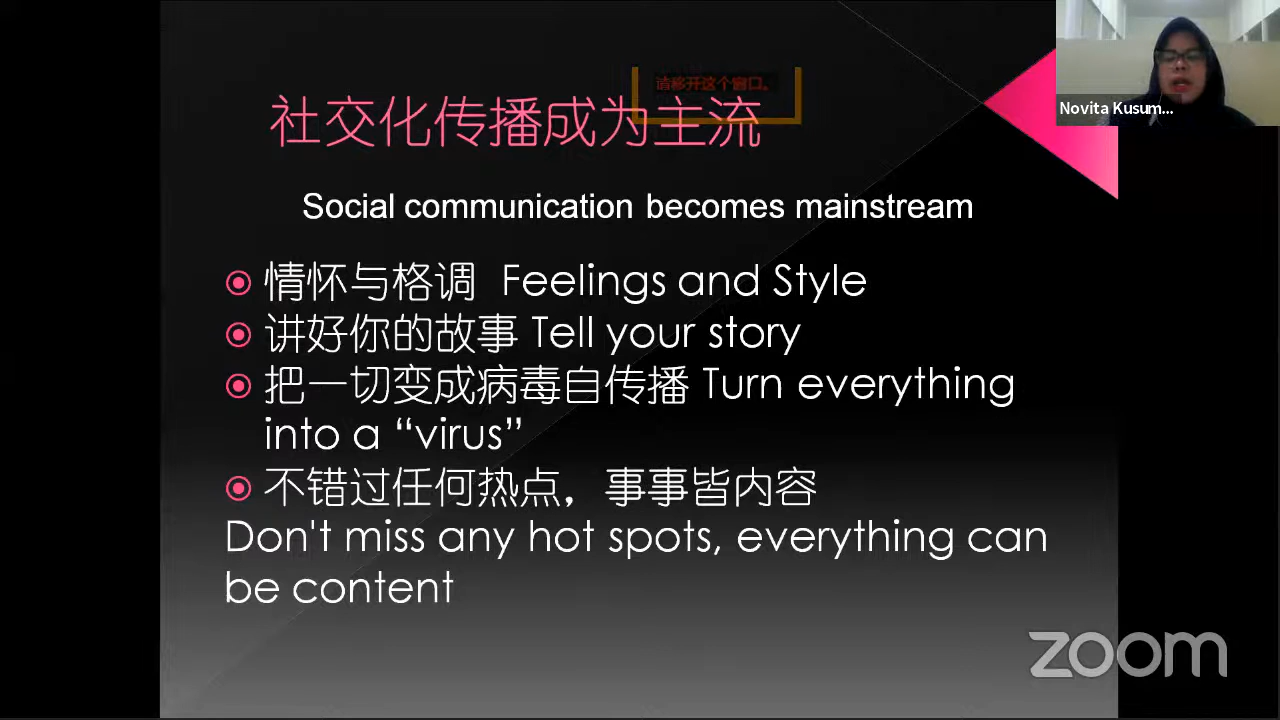 请移开这个窗口。
社交化传播成为主流
Novita Kusum...
Social communication becomes mainstream
情怀与格调 Feelings and Style
讲好你的故事 Tell your story
把一切变成病毒自传播 Turn everything
into a “virus”
不错过任何热点，事事皆内容
Don't miss any hot spots, everything can
be content
zoom